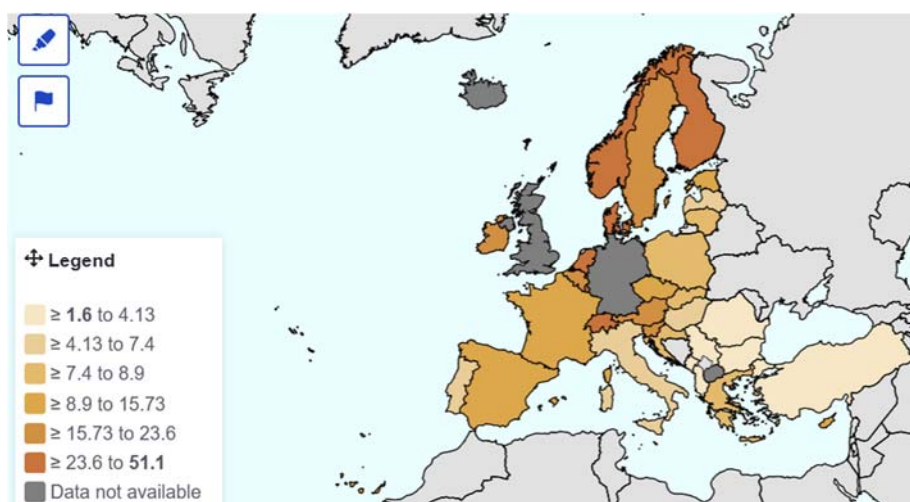 Legend
≥ 1.6 to 4.13
≥ 4.13 to 7.4
≥ 7.4 to 8.9
≥ 8.9 to 15.73
≥ 15.73 to 23.6
≥ 23.6 to 51.1
Data not available